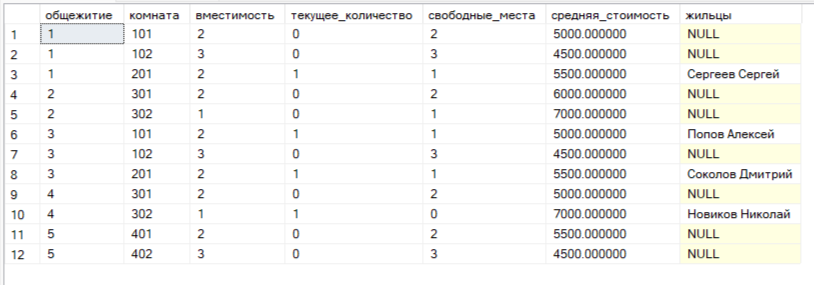 общежитие комната вместимость текущее_количество свободные_места средняя_стоимость жильцы
1 1 101 2 0 2 5000.000000 NULL
2 1 102 3 0 3 4500.000000 NULL
3 1 201 2 1 1 5500.000000 Сергеев Сергей
4 2 301 2 0 2 6000.000000 NULL
5 2 302 1 0 1 7000.000000 NULL
6 3 101 2 1 1 5000.000000 Попов Алексей
7 3 102 3 0 3 4500.000000 NULL
8 3 201 2 1 1 5500.000000 Соколов Дмитрий
9 4 301 2 0 2 5000.000000 NULL
10 4 302 1 1 0 7000.000000 Новиков Николай
11 5 401 2 0 2 5500.000000 NULL
12 5 402 3 0 3 4500.000000 NULL